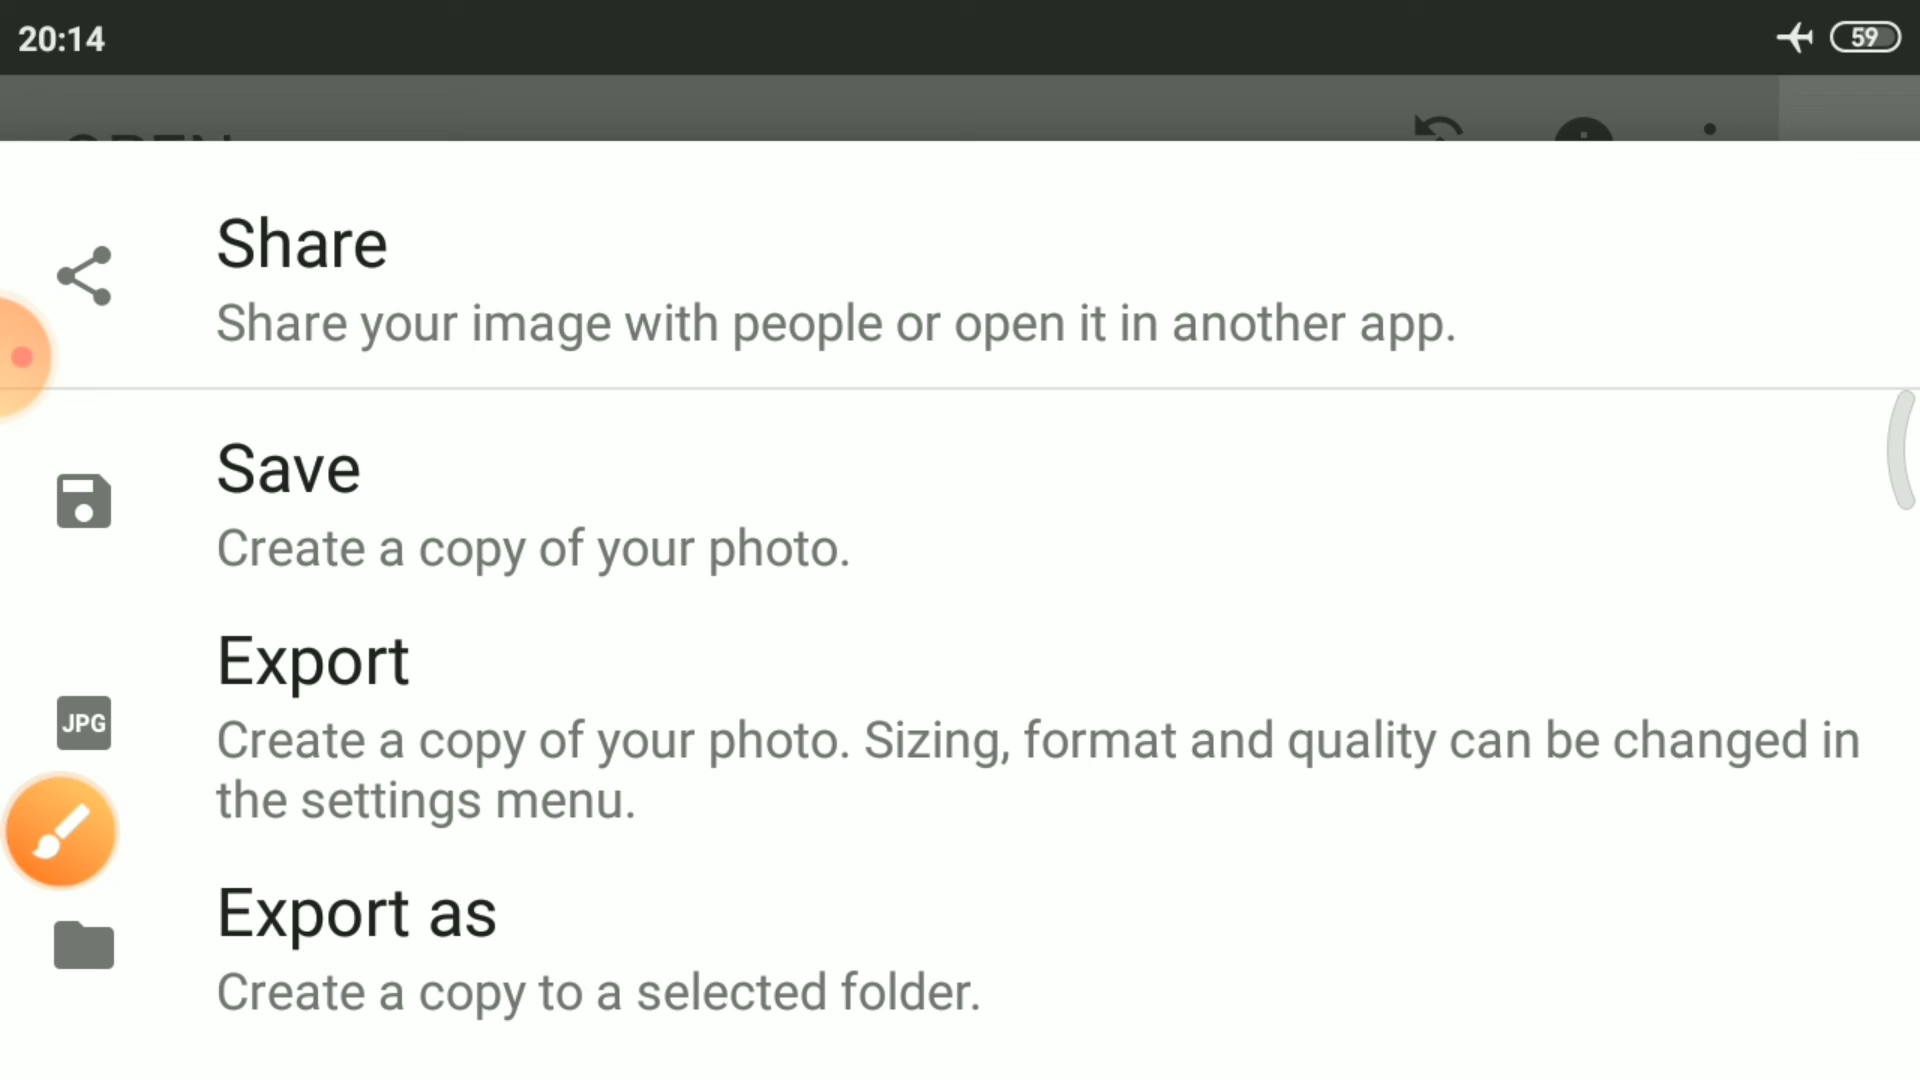 20:14
59
OPEN
Share
Share your image with people or open it in another app.
Save
Create a copy of your photo.
Export
JPG
Create a copy of your photo. Sizing, format and quality can be changed in
the settings menu.
Export as
Create a copy to a selected folder.